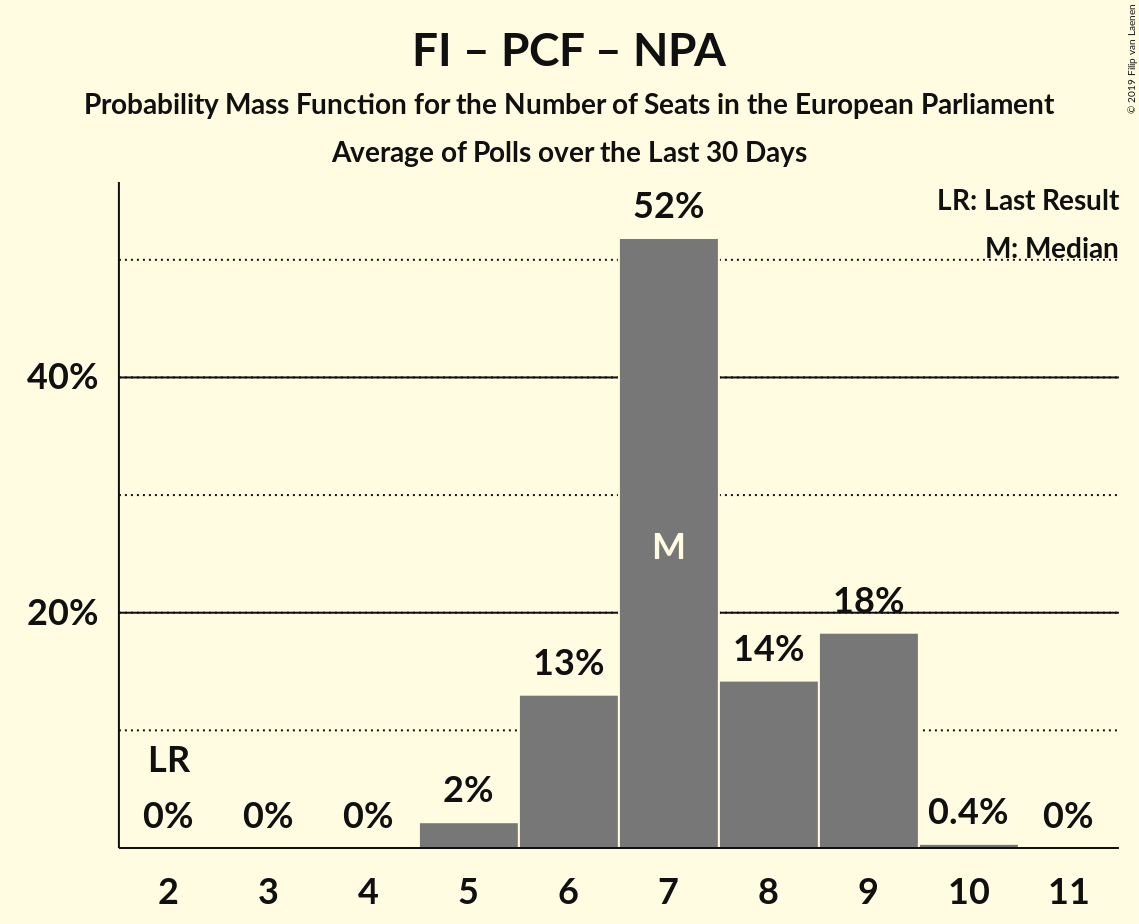 FI – PCF – NPA
Probability Mass Function for the Number of Seats in the European Parliament
Average of Polls over the Last 30 Days
© 2019 Filip van Laenen
LR: Last Result
M: Median
52%
40%
M
20%
18%
14%
13%
LR
2%
0%
0%
0%
0.4%
0%
2 3 4 5 6 7 8 9 10 11